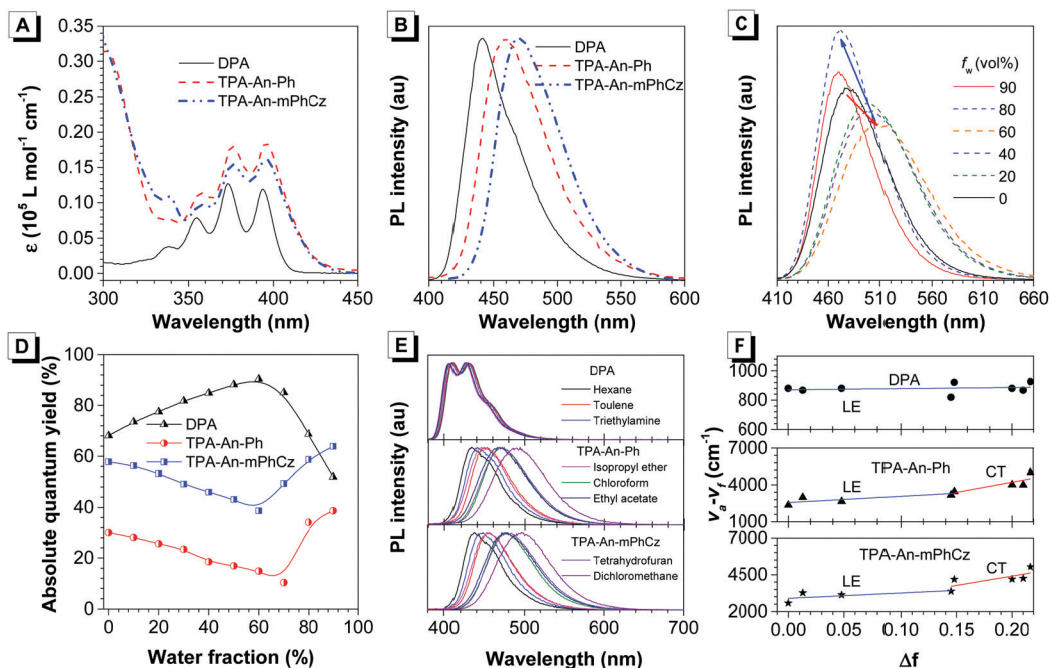 A
0.35
0.30
0.25
0.20
0.15
0.10
0.05
0.00
ε (10⁵ L mol⁻¹ cm⁻¹)
DPA
TPA-An-Ph
TPA-An-mPhCz
300 350 400 450
Wavelength (nm)
B
PL intensity (au)
DPA
TPA-An-Ph
TPA-An-mPhCz
400 450 500 550 600
Wavelength (nm)
C
PL intensity (au)
f_w (vol%)
90
80
60
40
20
0
410 460 510 560 610 660
Wavelength (nm)
D
Absolute quantum yield (%)
100
80
60
40
20
0
DPA
TPA-An-Ph
TPA-An-mPhCz
0 20 40 60 80 100
Water fraction (%)
E
PL intensity (au)
DPA
Hexane
Toulene
Triethylamine
TPA-An-Ph
Isopropyl ether
Chloroform
Ethyl acetate
TPA-An-mPhCz
Tetrahydrofuran
Dichloromethane
400 500 600 700
Wavelength (nm)
F
ν_a-ν_f (cm⁻¹)
1000
800
600
DPA
LE
7000
4000
1000
TPA-An-Ph
LE
CT
7000
4500
2000
TPA-An-mPhCz
LE
CT
0.00 0.05 0.10 0.15 0.20
Δf